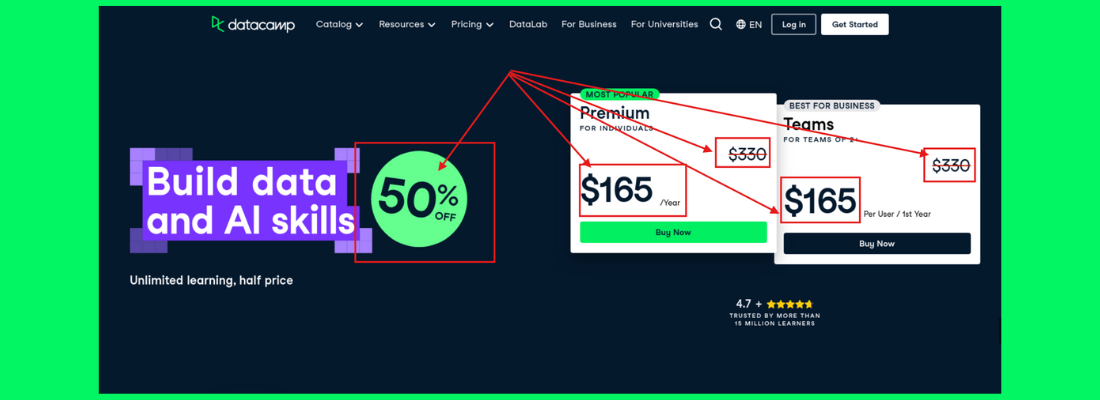 datacamp
Catalog Resources Pricing DataLab For Business For Universities EN Log in Get Started
Build data
and AI skills
50%
OFF
Unlimited learning, half price
MOST POPULAR
Premium
FOR INDIVIDUALS
$330
$165 /Year
Buy Now
BEST FOR BUSINESS
Teams
FOR TEAMS OF 2+
$330
$165 Per User / 1st Year
Buy Now
4.7 +
TRUSTED BY MORE THAN
15 MILLION LEARNERS